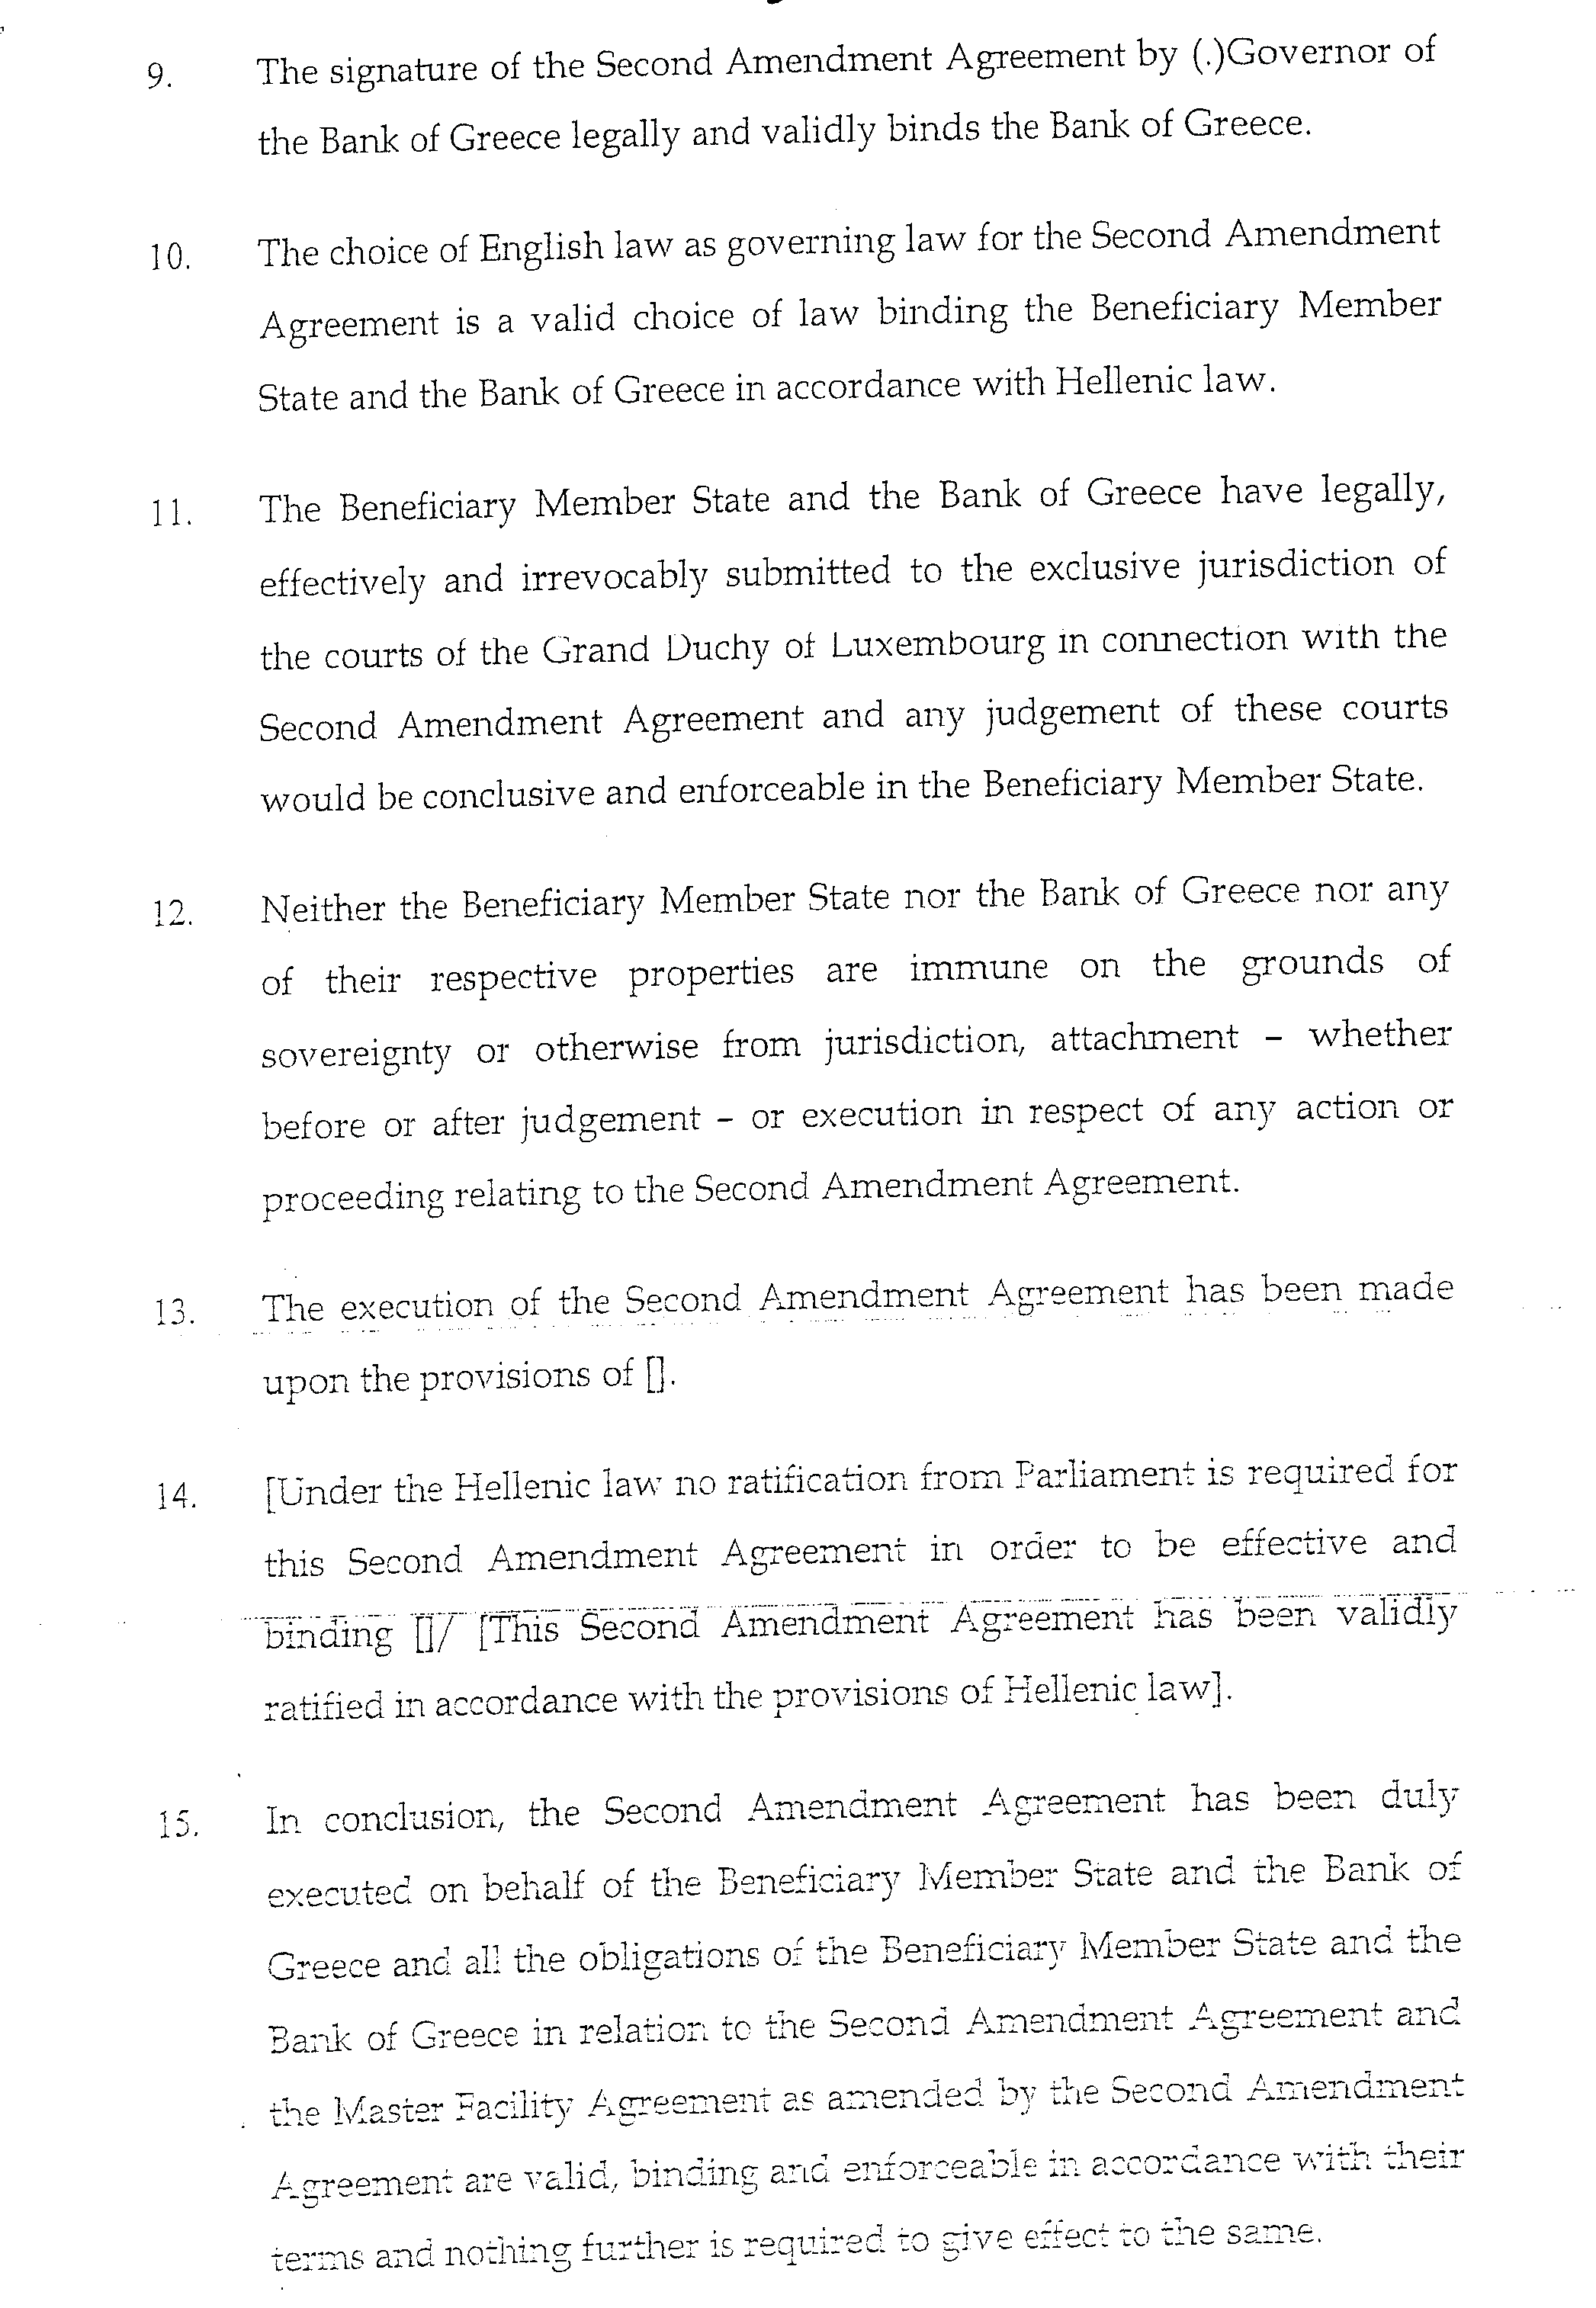 9. The signature of the Second Amendment Agreement by (.)Governor of
the Bank of Greece legally and validly binds the Bank of Greece.
10. The choice of English law as governing law for the Second Amendment
Agreement is a valid choice of law binding the Beneficiary Member
State and the Bank of Greece in accordance with Hellenic law.
11. The Beneficiary Member State and the Bank of Greece have legally,
effectively and irrevocably submitted to the exclusive jurisdiction of
the courts of the Grand Duchy of Luxembourg in connection with the
Second Amendment Agreement and any judgement of these courts
would be conclusive and enforceable in the Beneficiary Member State.
12. Neither the Beneficiary Member State nor the Bank of Greece nor any
of their respective properties are immune on the grounds of
sovereignty or otherwise from jurisdiction, attachment – whether
before or after judgement – or execution in respect of any action or
proceeding relating to the Second Amendment Agreement.
13. The execution of the Second Amendment Agreement has been made
upon the provisions of [].
14. [Under the Hellenic law no ratification from Parliament is required for
this Second Amendment Agreement in order to be effective and
binding []/ [This Second Amendment Agreement has been validly
ratified in accordance with the provisions of Hellenic law].
15. In conclusion, the Second Amendment Agreement has been duly
executed on behalf of the Beneficiary Member State and the Bank of
Greece and all the obligations of the Beneficiary Member State and the
Bank of Greece in relation to the Second Amendment Agreement and
the Master Facility Agreement as amended by the Second Amendment
Agreement are valid, binding and enforceable in accordance with their
terms and nothing further is required to give effect to the same.